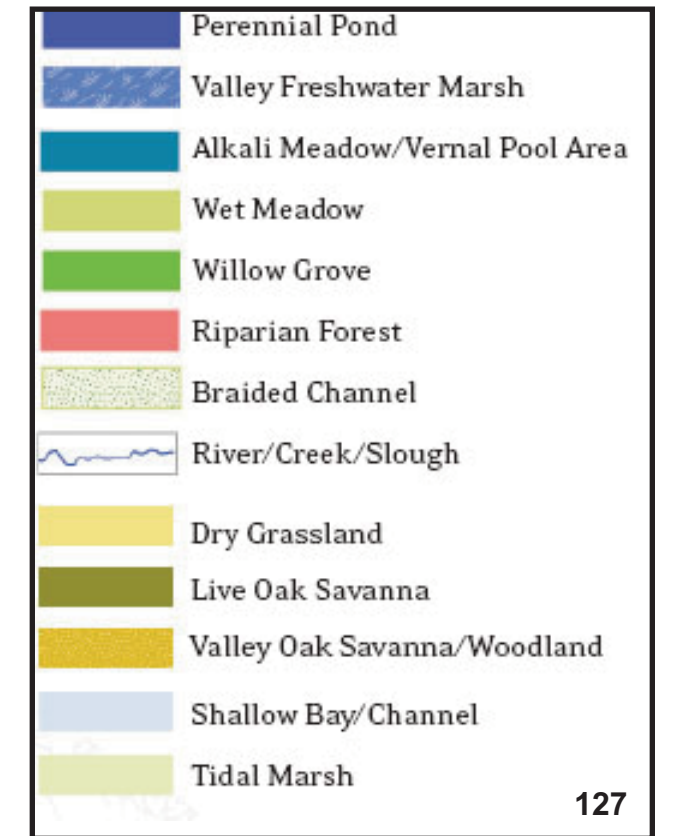 Perennial Pond
Valley Freshwater Marsh
Alkali Meadow/Vernal Pool Area
Wet Meadow
Willow Grove
Riparian Forest
Braided Channel
River/Creek/Slough
Dry Grassland
Live Oak Savanna
Valley Oak Savanna/Woodland
Shallow Bay/Channel
Tidal Marsh
127